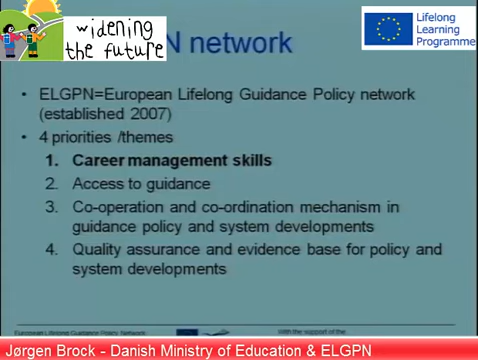 widening
the future
N network
Lifelong
Learning
Programme
• ELGPN=European Lifelong Guidance Policy network
(established 2007)
• 4 priorities /themes
1. Career management skills
2. Access to guidance
3. Co-operation and co-ordination mechanism in
guidance policy and system developments
4. Quality assurance and evidence base for policy and
system developments
European Lifelong Guidance Policy Network
With the support of the
Jørgen Brock - Danish Ministry of Education & ELGPN